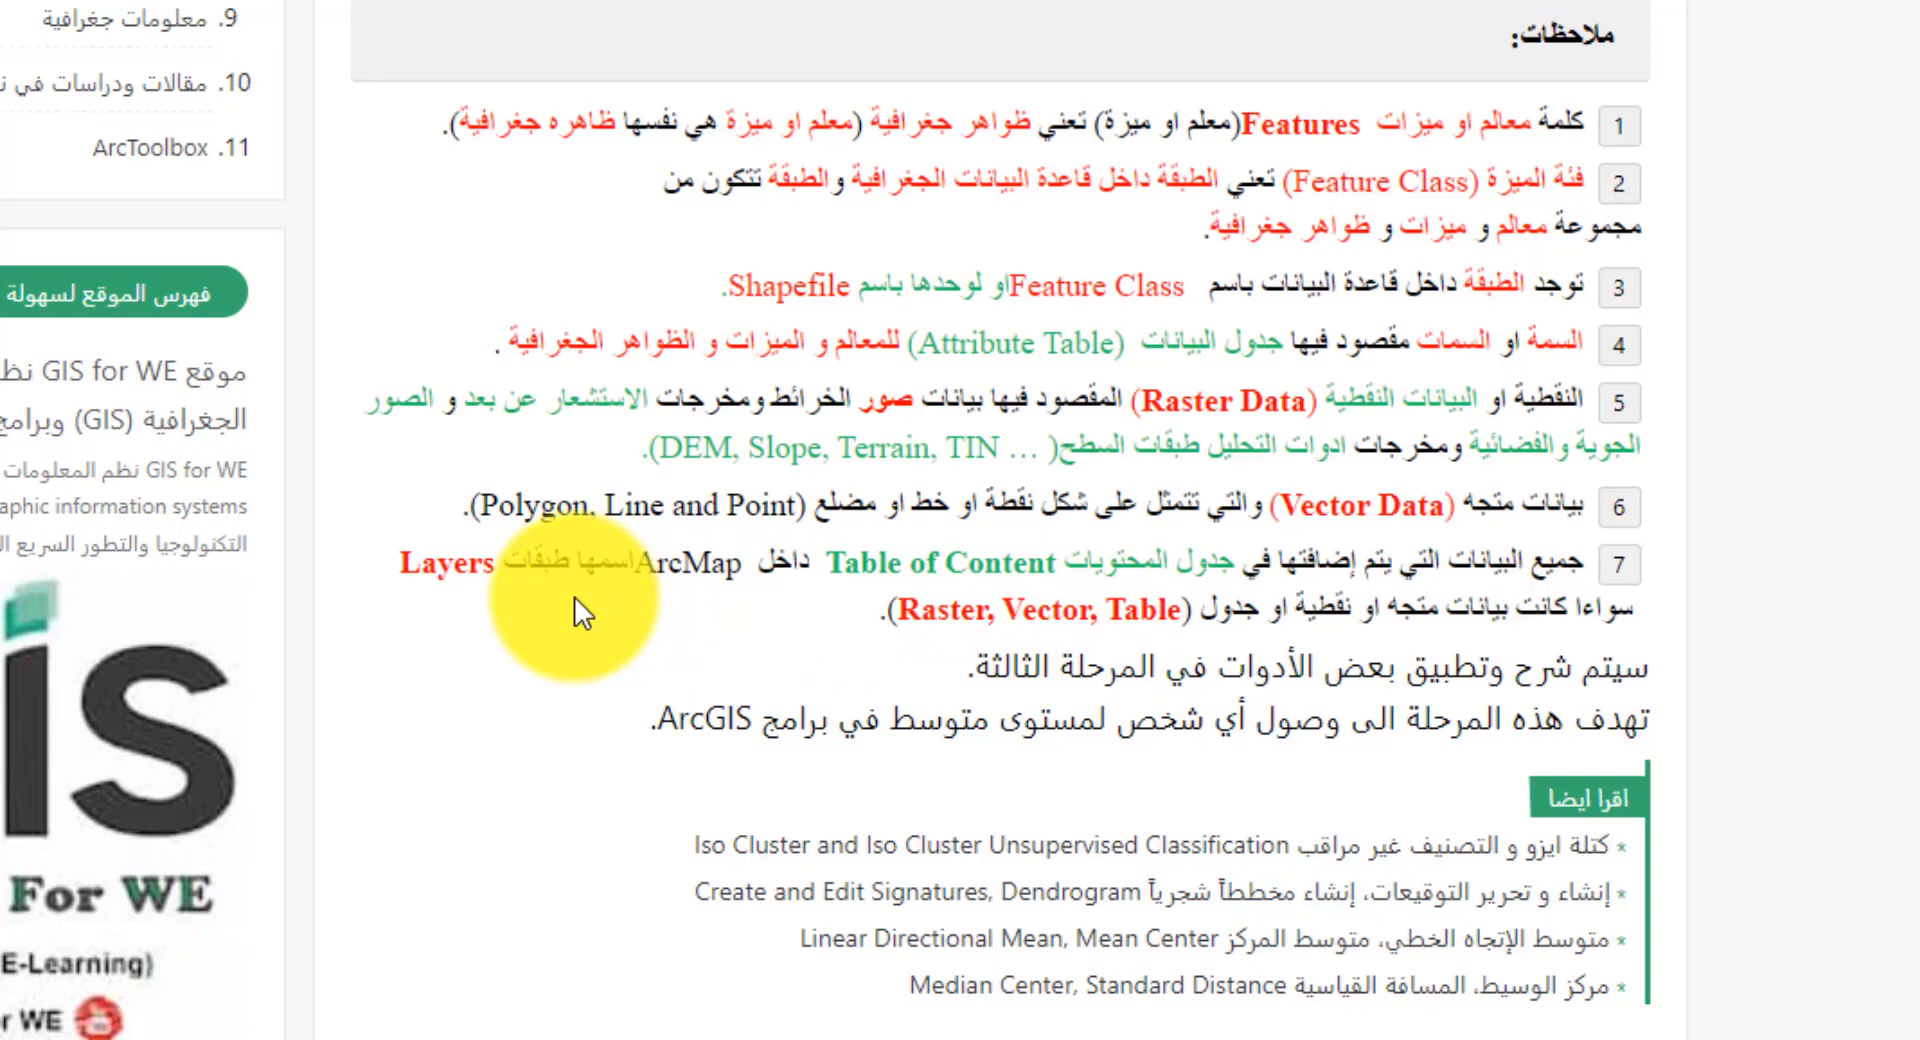 ملاحظات:
1 كلمة معالم او ميزات Features(معلم او ميزة) تعني ظواهر جغرافية (معلم او ميزة هي نفسها ظاهره جغرافية).
2 فئة الميزة (Feature Class) تعني الطبقة داخل قاعدة البيانات الجغرافية والطبقة تتكون من
مجموعة معالم و ميزات و ظواهر جغرافية.
3 توجد الطبقة داخل قاعدة البيانات باسم Feature Classاو لوحدها باسم Shapefile.
4 السمة او السمات مقصود فيها جدول البيانات (Attribute Table) للمعالم و الميزات و الظواهر الجغرافية .
5 النقطية او البيانات النقطية (Raster Data) المقصود فيها بيانات صور الخرائط ومخرجات الاستشعار عن بعد و الصور
الجوية والفضائية ومخرجات ادوات التحليل طبقات السطح( DEM, Slope, Terrain, TIN …).
6 بيانات متجه (Vector Data) والتي تتمثل على شكل نقطة او خط او مضلع (Polygon, Line and Point).
7 جميع البيانات التي يتم إضافتها في جدول المحتويات Table of Content داخل ArcMapاسمها طبقات Layers
سواءا كانت بيانات متجه او نقطية او جدول (Raster, Vector, Table).
سيتم شرح وتطبيق بعض الأدوات في المرحلة الثالثة.
تهدف هذه المرحلة الى وصول أي شخص لمستوى متوسط في برامج ArcGIS.
اقرا ايضا
* كتلة ايزو و التصنيف غير مراقب Iso Cluster and Iso Cluster Unsupervised Classification
* إنشاء و تحرير التوقيعات، إنشاء مخططاً شجرياً Create and Edit Signatures, Dendrogram
* متوسط الإتجاه الخطي، متوسط المركز Linear Directional Mean, Mean Center
* مركز الوسيط، المسافة القياسية Median Center, Standard Distance
9. معلومات جغرافية
10. مقالات ودراسات في
11. ArcToolbox
فهرس الموقع لسهولة
موقع GIS for WE
الجغرافية (GIS)
GIS for WE نظم المعلومات
information systems
التكنولوجيا والتطور السريع
For WE
E-Learning)
WE